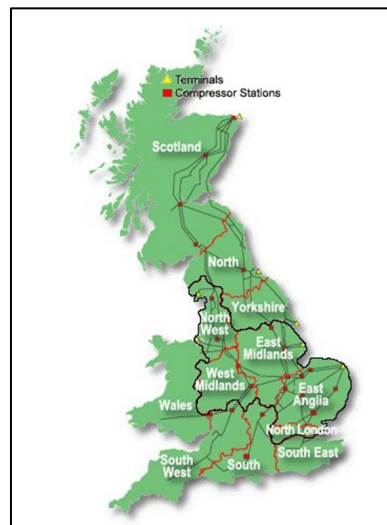 Terminals
Compressor Stations
Scotland
North
Yorkshire
North
West
East
Midlands
West
Midlands
East
Anglia
Wales
North London
South East
South
West
South